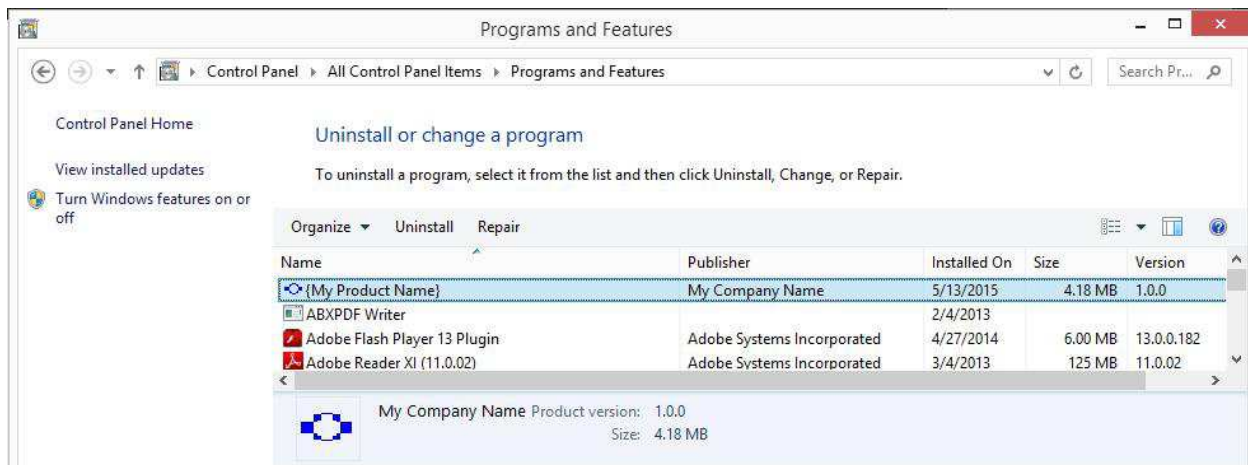 Programs and Features
Control Panel All Control Panel Items Programs and Features Search Pr...
Control Panel Home
View installed updates
Turn Windows features on or
off
Uninstall or change a program
To uninstall a program, select it from the list and then click Uninstall, Change, or Repair.
Organize Uninstall Repair
Name Publisher Installed On Size Version
{My Product Name} My Company Name 5/13/2015 4.18 MB 1.0.0
ABXPDF Writer 2/4/2013
Adobe Flash Player 13 Plugin Adobe Systems Incorporated 4/27/2014 6.00 MB 13.0.0.182
Adobe Reader XI (11.0.02) Adobe Systems Incorporated 3/4/2013 125 MB 11.0.02
My Company Name Product version: 1.0.0
Size: 4.18 MB